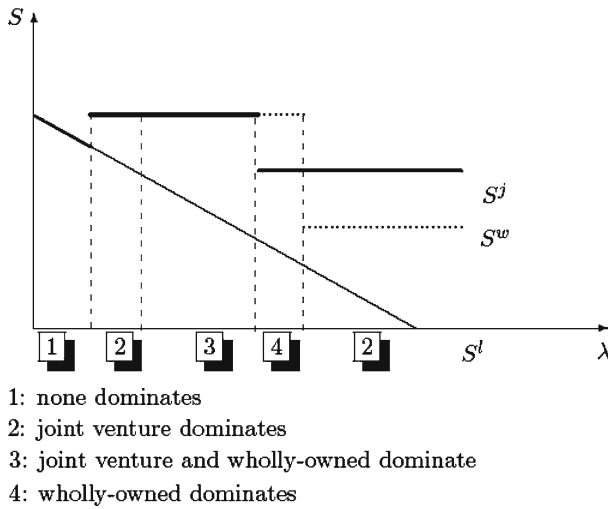 S
S^j
S^w
1 2 3 4 2 S^l λ
1: none dominates
2: joint venture dominates
3: joint venture and wholly-owned dominate
4: wholly-owned dominates